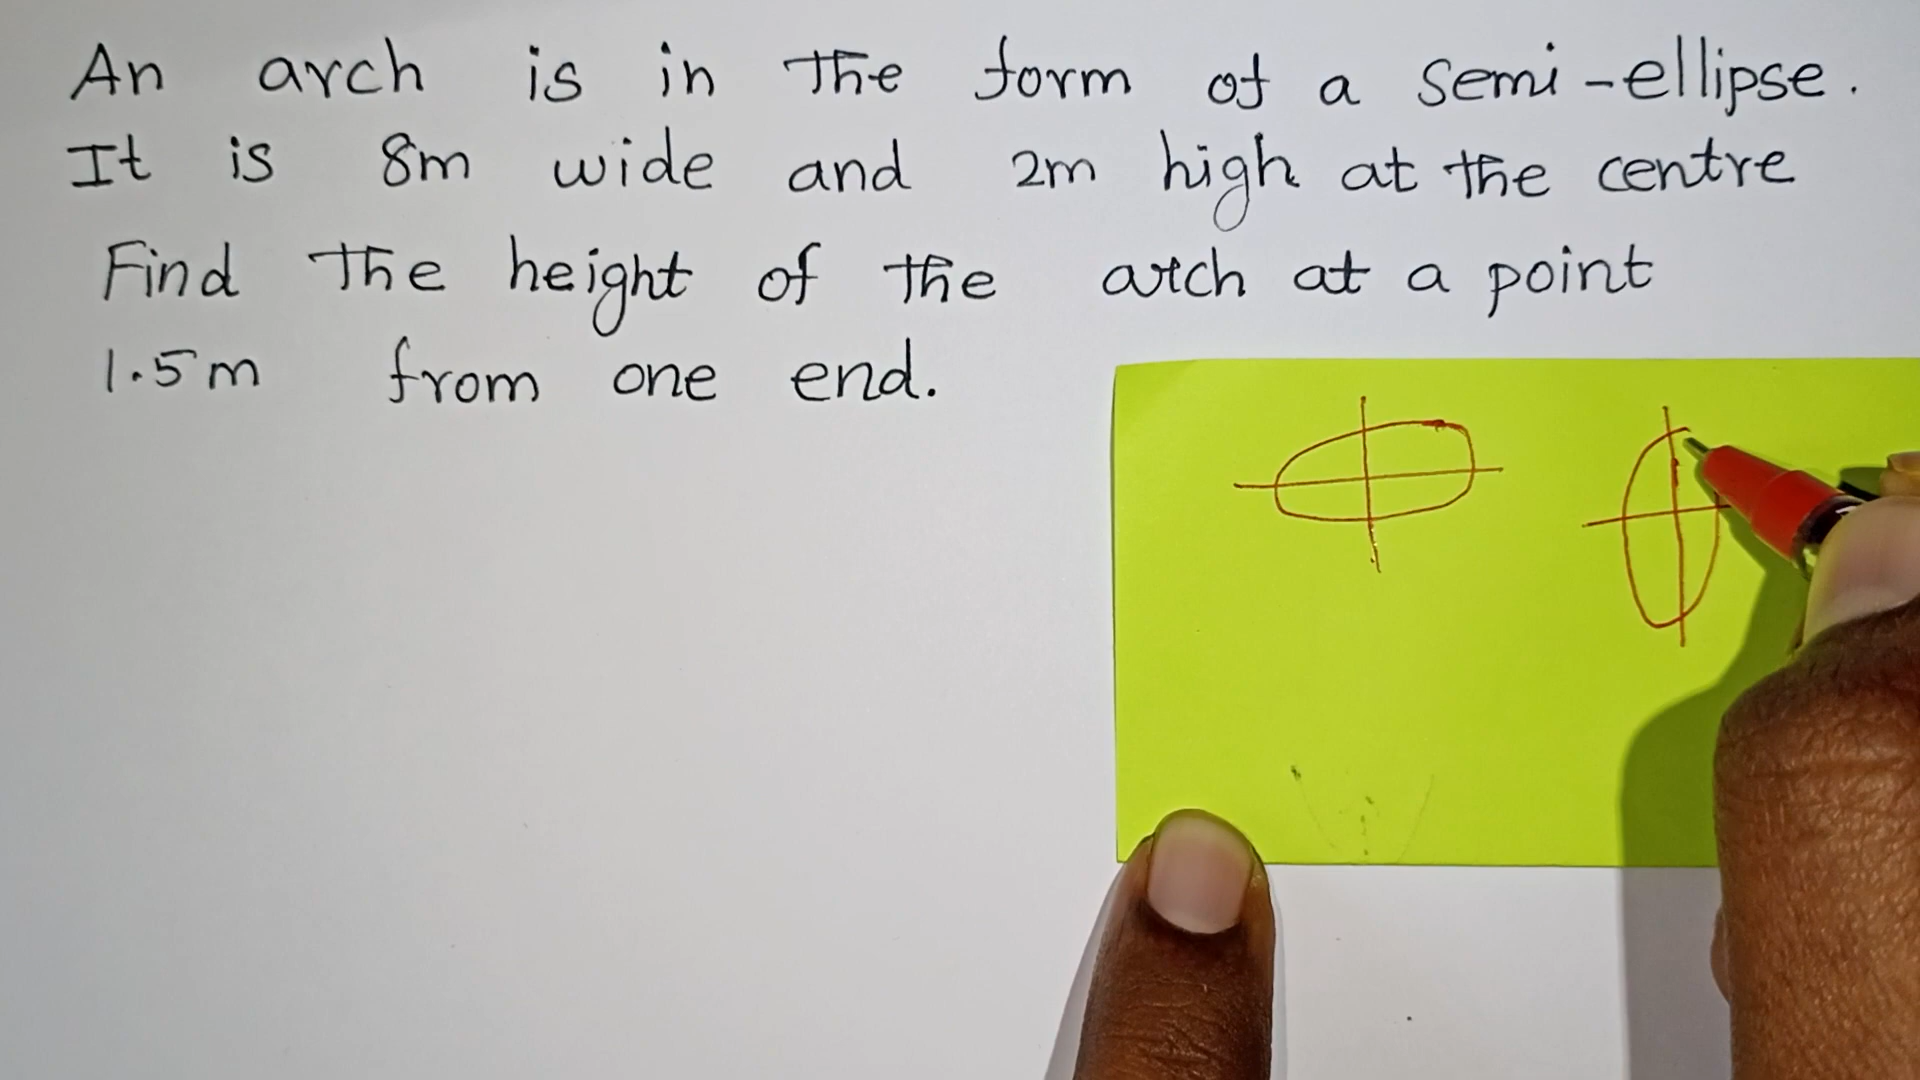 An arch is in the form of a semi-ellipse.
It is 8m wide and 2m high at the centre
Find the height of the arch at a point
1.5m from one end.